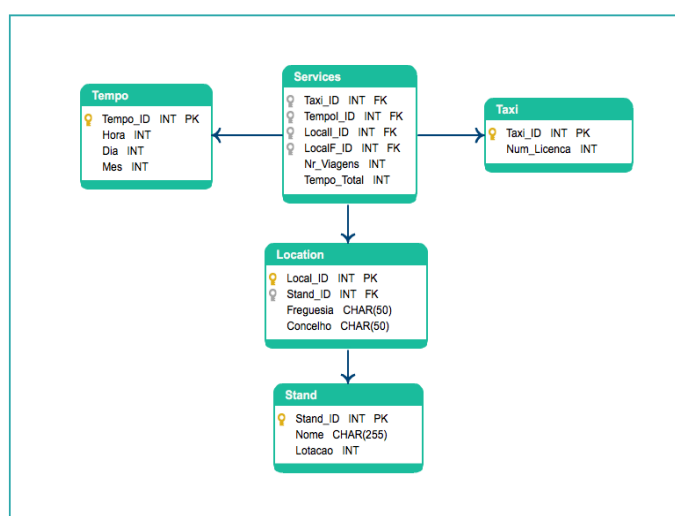 Services
Taxi_ID INT FK
TempoI_ID INT FK
LocalI_ID INT FK
LocalF_ID INT FK
Nr_Viagens INT
Tempo_Total INT
Tempo
Tempo_ID INT PK
Hora INT
Dia INT
Mes INT
Taxi
Taxi_ID INT PK
Num_Licenca INT
Location
Local_ID INT PK
Stand_ID INT FK
Freguesia CHAR(50)
Concelho CHAR(50)
Stand
Stand_ID INT PK
Nome CHAR(255)
Lotacao INT